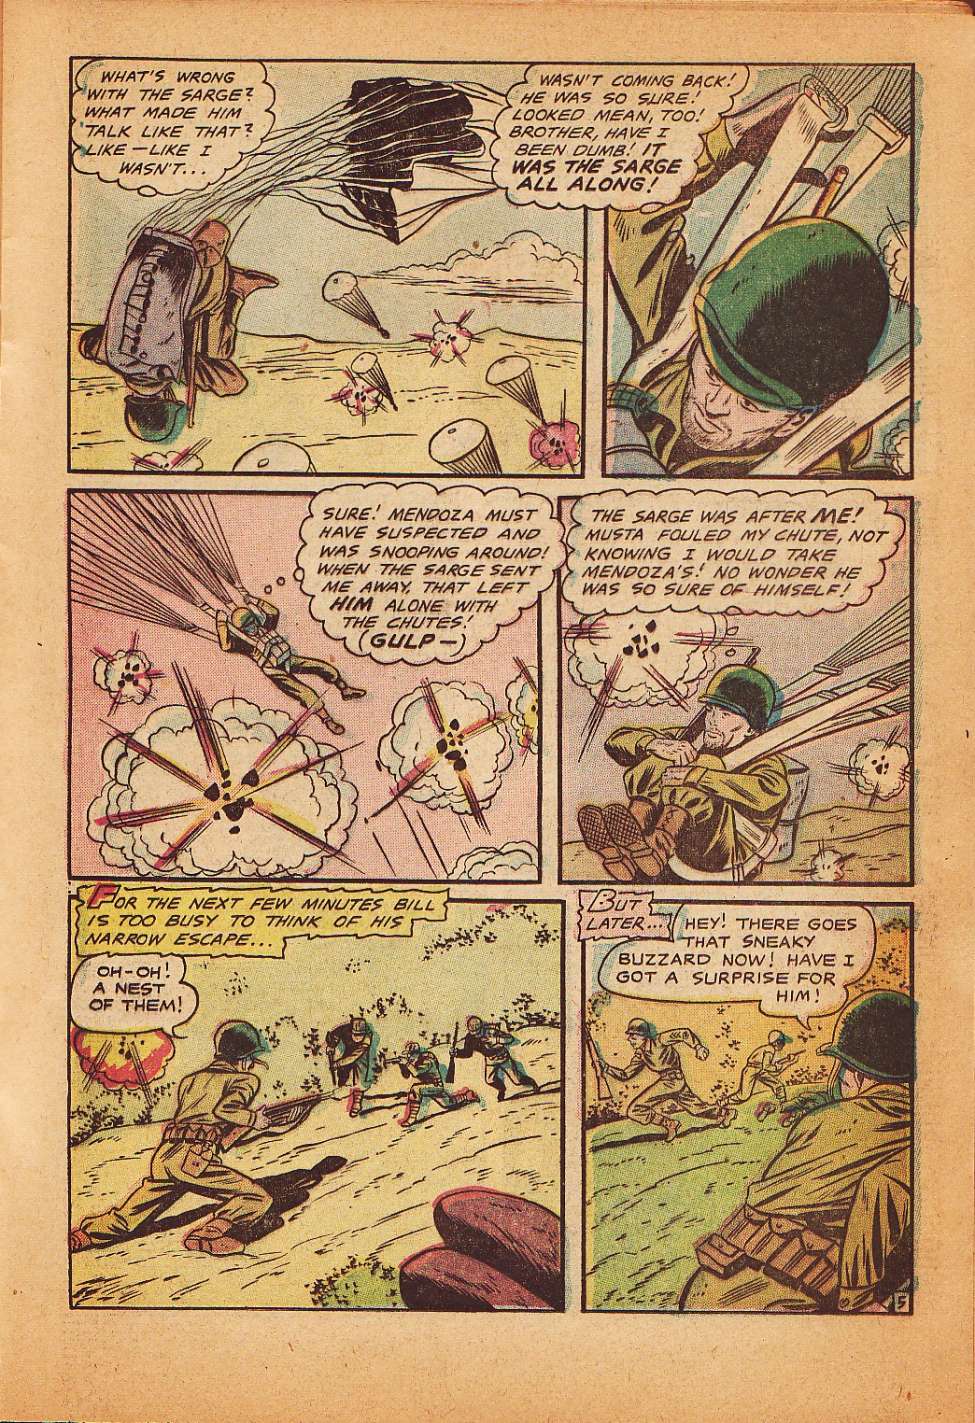 WHAT'S WRONG
WITH THE SARGE?
WHAT MADE HIM
TALK LIKE THAT?
LIKE — LIKE I
WASN'T...
WASN'T COMING BACK!
HE WAS SO SURE!
LOOKED MEAN, TOO!
BROTHER, HAVE I
BEEN DUMB! IT
WAS THE SARGE
ALL ALONG!
SURE! MENDOZA MUST
HAVE SUSPECTED AND
WAS SNOOPING AROUND!
WHEN THE SARGE SENT
ME AWAY, THAT LEFT
HIM ALONE WITH
THE CHUTES!
(GULP—)
THE SARGE WAS AFTER ME!
MUSTA FOULED MY CHUTE, NOT
KNOWING I WOULD TAKE
MENDOZA'S! NO WONDER HE
WAS SO SURE OF HIMSELF!
FOR THE NEXT FEW MINUTES BILL
IS TOO BUSY TO THINK OF HIS
NARROW ESCAPE...
OH-OH!
A NEST
OF THEM!
BUT
LATER...
HEY! THERE GOES
THAT SNEAKY
BUZZARD NOW! HAVE I
GOT A SURPRISE FOR
HIM!
5